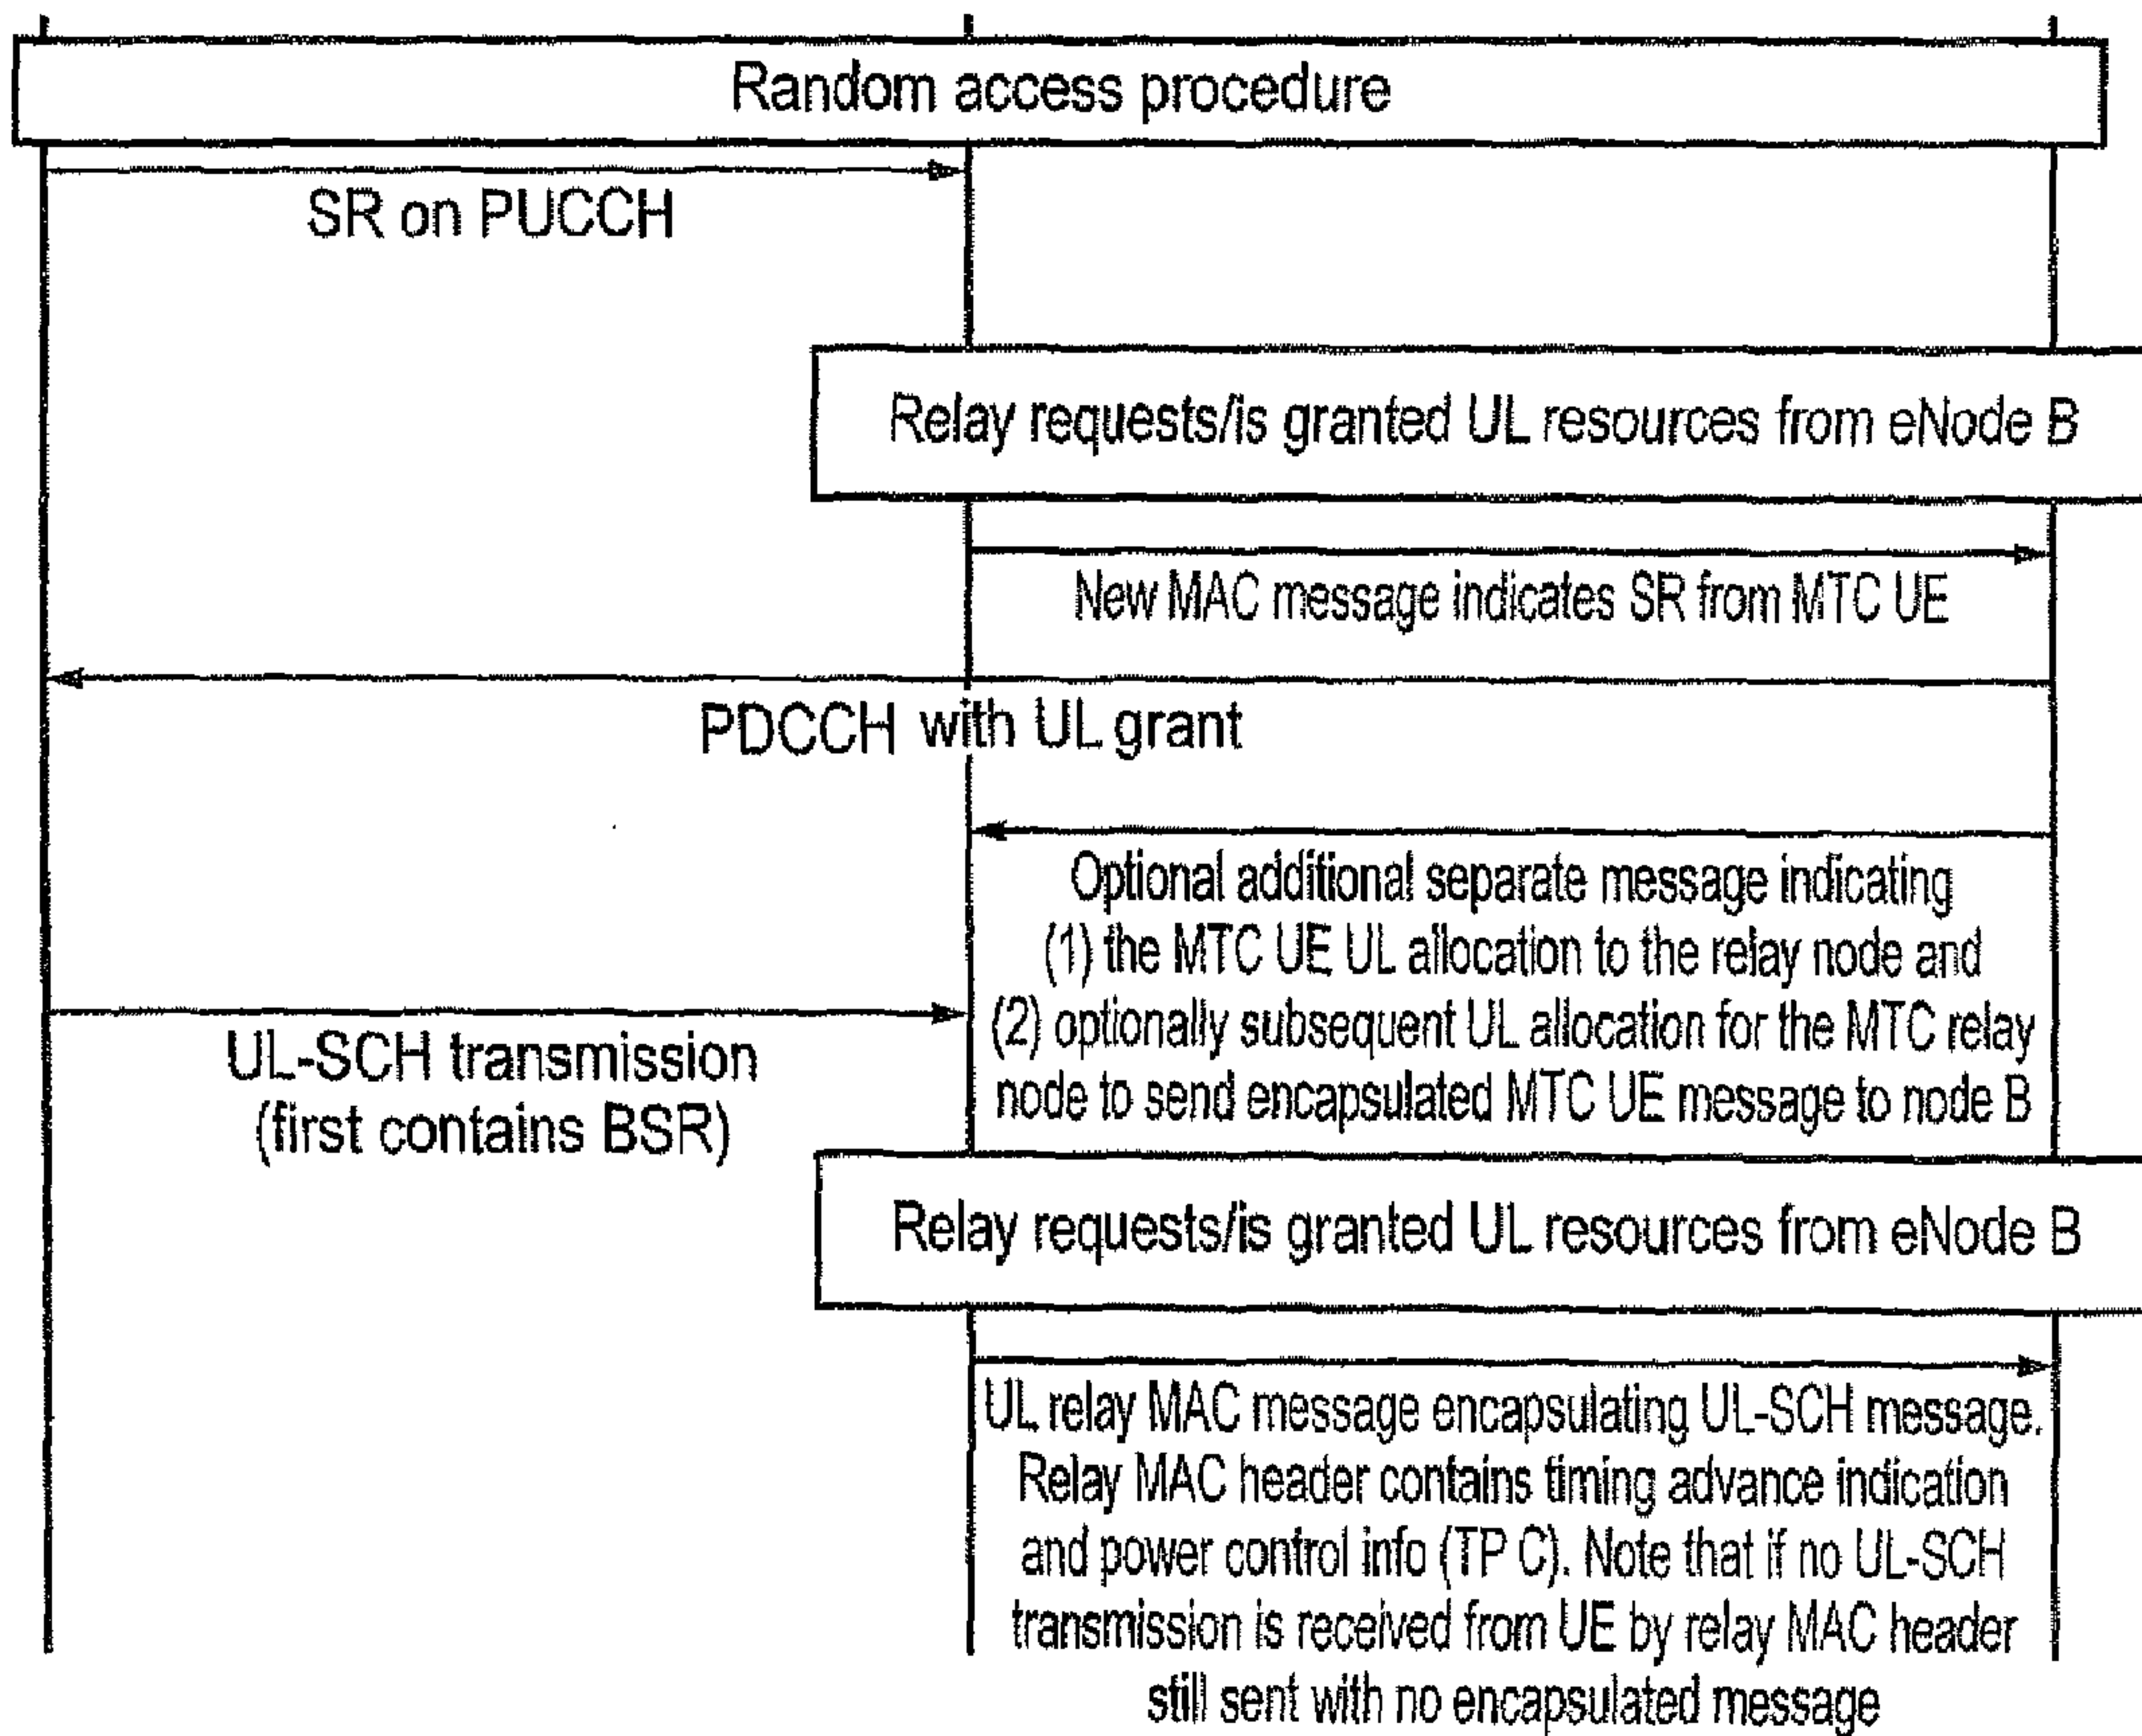 Random access procedure
SR on PUCCH
Relay requests/is granted UL resources from eNode B
New MAC message indicates SR from MTC UE
PDCCH with UL grant
Optional additional separate message indicating
(1) the MTC UE UL allocation to the relay node and
(2) optionally subsequent UL allocation for the MTC relay
node to send encapsulated MTC UE message to node B
UL-SCH transmission
(first contains BSR)
Relay requests/is granted UL resources from eNode B
UL relay MAC message encapsulating UL-SCH message.
Relay MAC header contains timing advance indication
and power control info (TP C). Note that if no UL-SCH
transmission is received from UE by relay MAC header
still sent with no encapsulated message